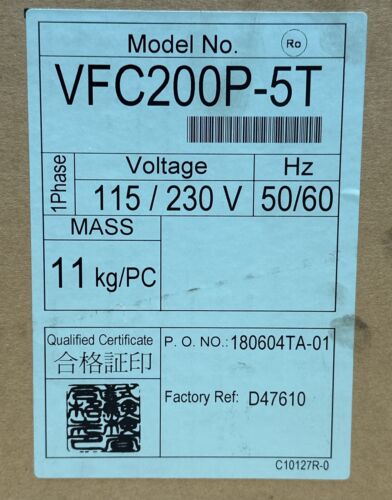 Model No.
Ro
VFC200P-5T
1Phase
Voltage
Hz
115 / 230 V
50/60
MASS
11 kg/PC
Qualified Certificate
合格証印
P. O. NO.: 180604TA-01
Factory Ref: D47610
C10127R-0